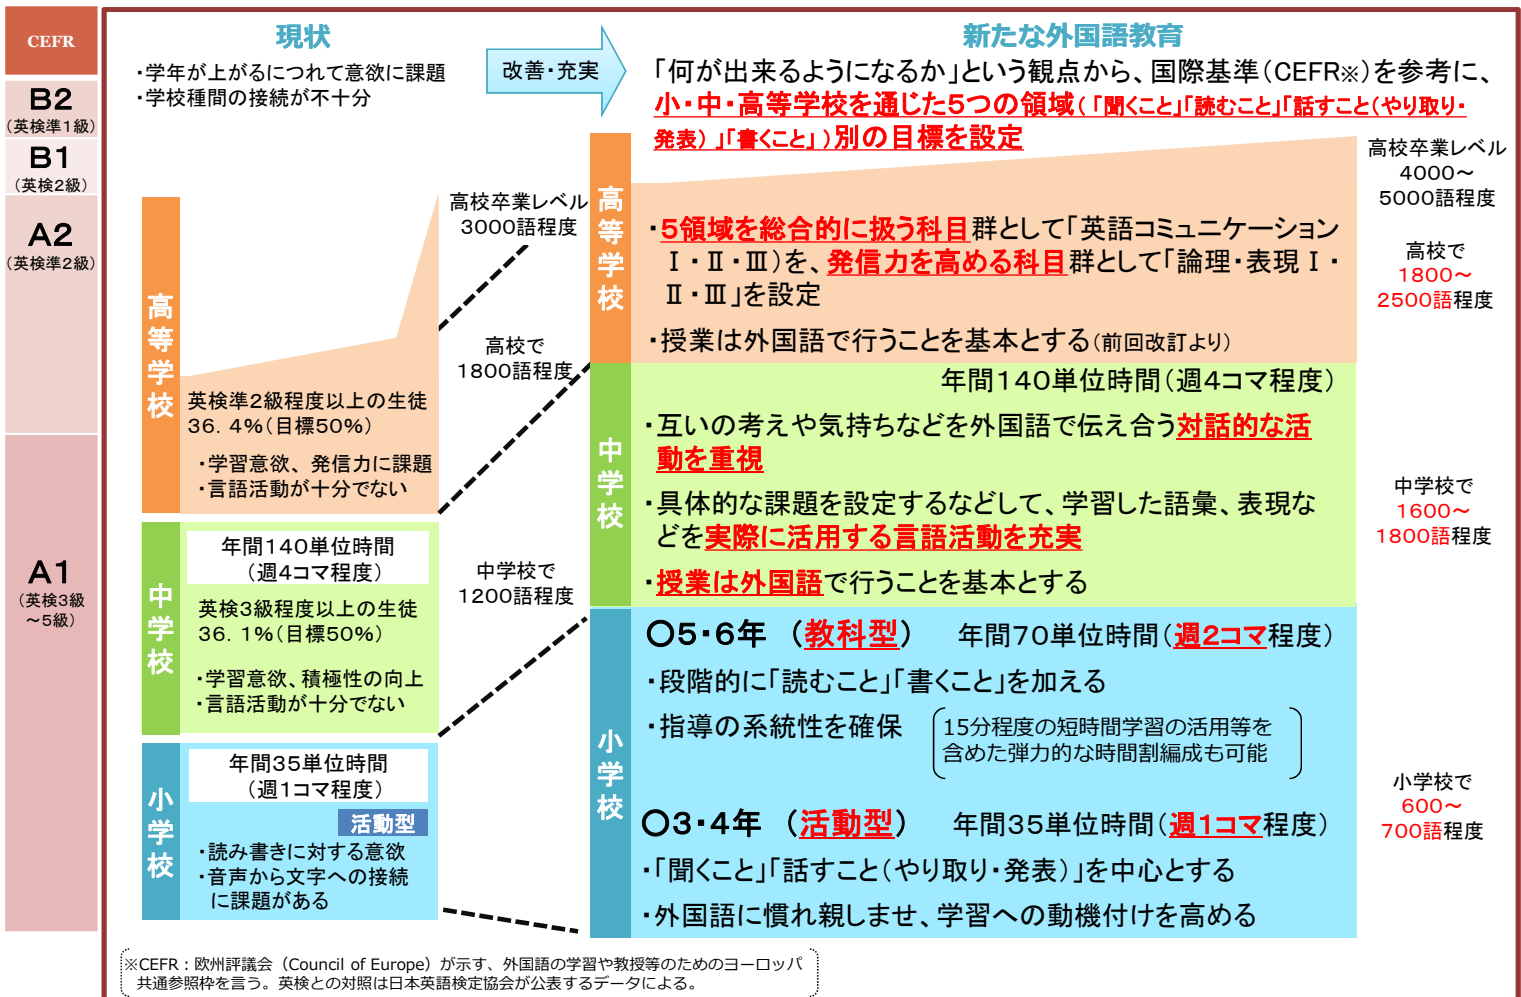 CEFR
B2
(英検準1級)
B1
(英検2級)
A2
(英検準2級)
A1
(英検3級
～5級)
現状
・学年が上がるにつれて意欲に課題
・学校種間の接続が不十分
改善・充実
新たな外国語教育
「何が出来るようになるか」という観点から、国際基準(CEFR※)を参考に、
小・中・高等学校を通じた5つの領域(「聞くこと」「読むこと」「話すこと(やり取り・
発表)」「書くこと」)別の目標を設定
高等学校
英検準2級程度以上の生徒
36.4%(目標50%)
・学習意欲、発信力に課題
・言語活動が十分でない
中学校
年間140単位時間
(週4コマ程度)
英検3級程度以上の生徒
36.1%(目標50%)
・学習意欲、積極性の向上
・言語活動が十分でない
小学校
年間35単位時間
(週1コマ程度)
活動型
・読み書きに対する意欲
・音声から文字への接続
に課題がある
高校卒業レベル
3000語程度
高校で
1800語程度
中学校で
1200語程度
高等学校
・5領域を総合的に扱う科目群として「英語コミュニケーション
Ⅰ・Ⅱ・Ⅲ)を、発信力を高める科目群として「論理・表現Ⅰ・
Ⅱ・Ⅲ」を設定
・授業は外国語で行うことを基本とする(前回改訂より)
中学校
年間140単位時間(週4コマ程度)
・互いの考えや気持ちなどを外国語で伝え合う対話的な活
動を重視
・具体的な課題を設定するなどして、学習した語彙、表現な
どを実際に活用する言語活動を充実
・授業は外国語で行うことを基本とする
小学校
○5・6年 (教科型) 年間70単位時間(週2コマ程度)
・段階的に「読むこと」「書くこと」を加える
・指導の系統性を確保
15分程度の短時間学習の活用等を
含めた弾力的な時間割編成も可能
○3・4年 (活動型) 年間35単位時間(週1コマ程度)
・「聞くこと」「話すこと(やり取り・発表)」を中心とする
・外国語に慣れ親しませ、学習への動機付けを高める
高校卒業レベル
4000～
5000語程度
高校で
1800～
2500語程度
中学校で
1600～
1800語程度
小学校で
600～
700語程度
※CEFR：欧州評議会（Council of Europe）が示す、外国語の学習や教授等のためのヨーロッパ
共通参照枠を言う。英検との対照は日本英語検定協会が公表するデータによる。